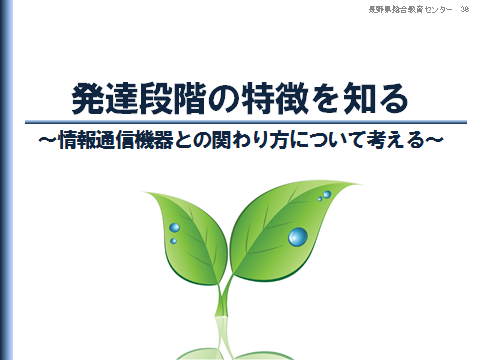 長野県総合教育センター 38
発達段階の特徴を知る
～情報通信機器との関わり方について考える～